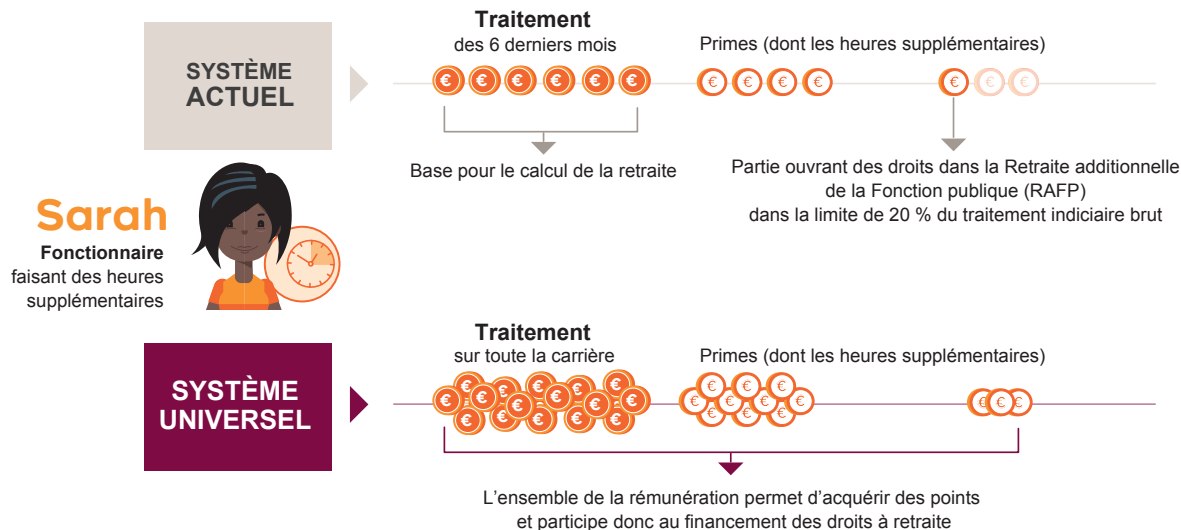 SYSTÈME
ACTUEL
Traitement
des 6 derniers mois
Primes (dont les heures supplémentaires)
€ € € € € €
€ € € €
€ € €
Base pour le calcul de la retraite
Partie ouvrant des droits dans la Retraite additionnelle
de la Fonction publique (RAFP)
dans la limite de 20 % du traitement indiciaire brut
Sarah
Fonctionnaire
faisant des heures
supplémentaires
SYSTÈME
UNIVERSEL
Traitement
sur toute la carrière
Primes (dont les heures supplémentaires)
€ € € € € € € € € € € € € € € €
€ € € € € € € € € €
€ € €
L’ensemble de la rémunération permet d’acquérir des points
et participe donc au financement des droits à retraite